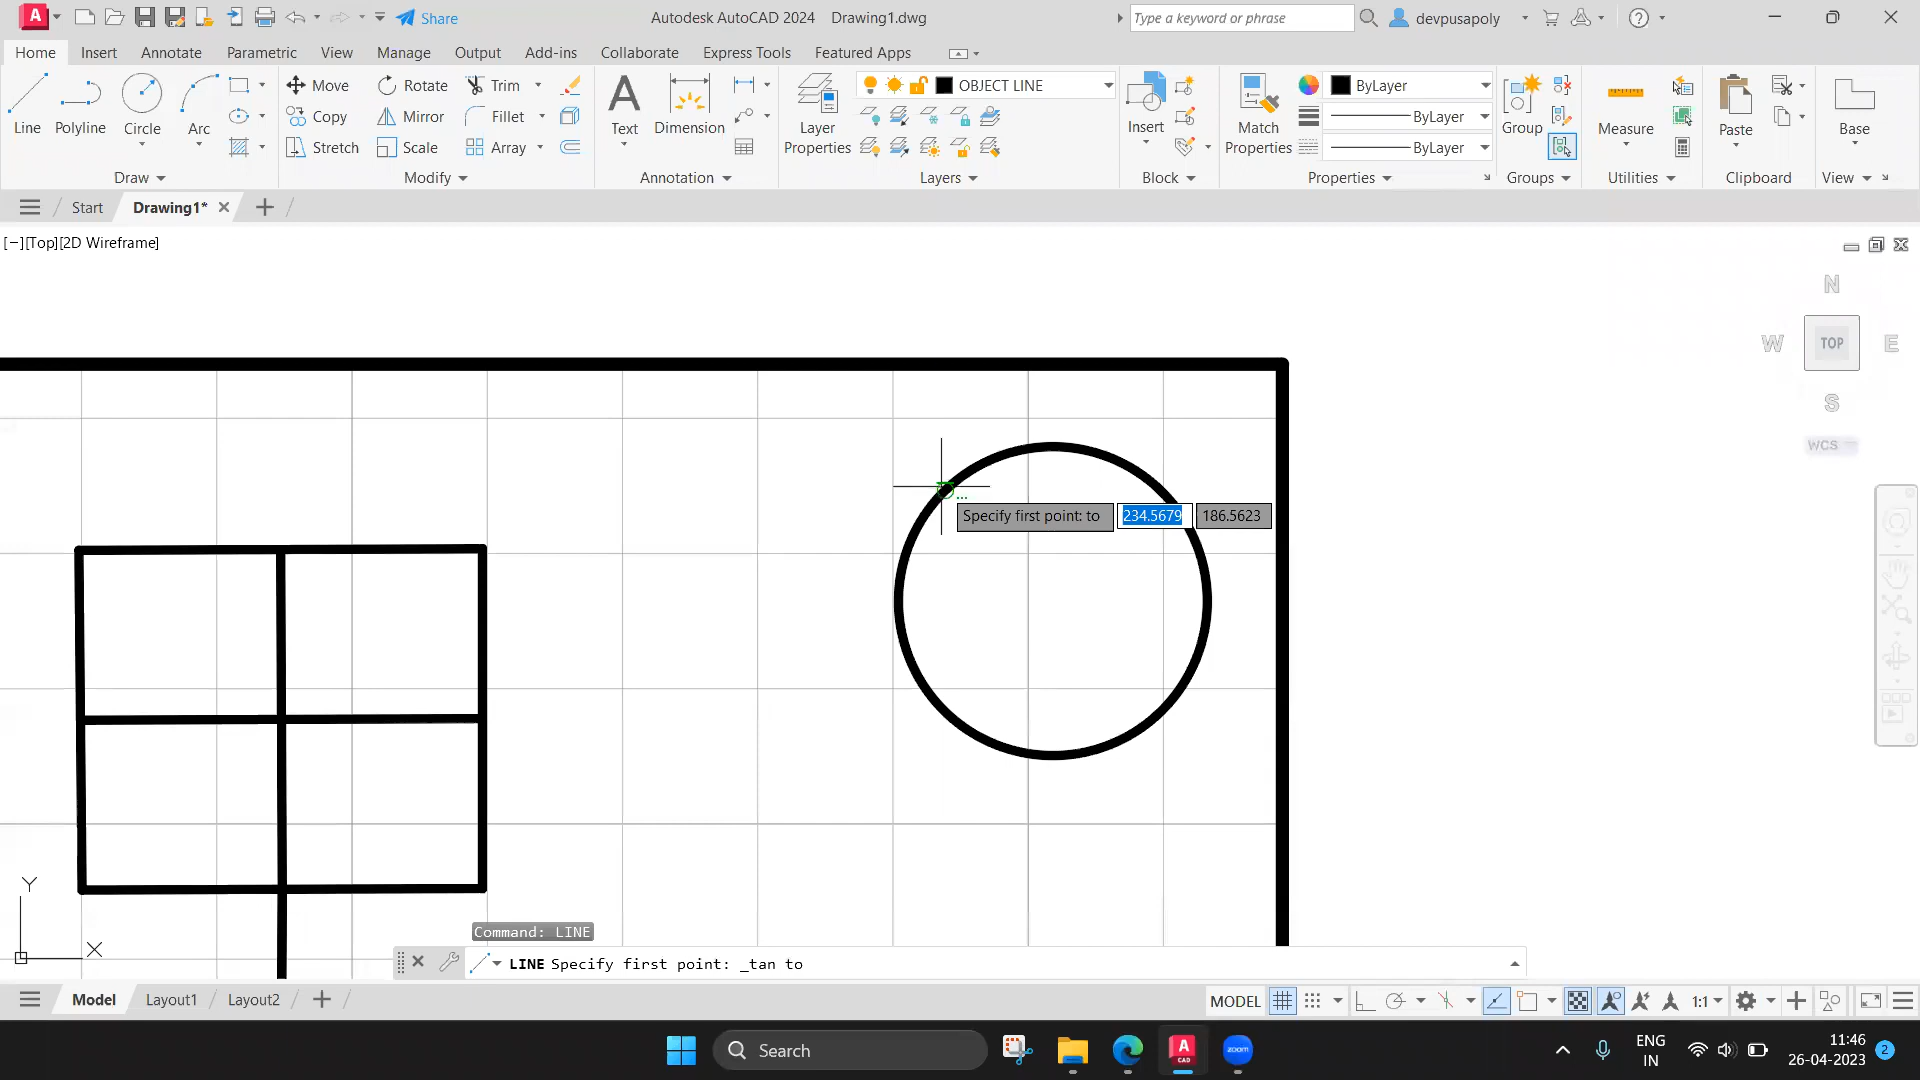 A CAD
Share
Autodesk AutoCAD 2024 Drawing1.dwg
Type a keyword or phrase
devpusapoly
Home Insert Annotate Parametric View Manage Output Add-ins Collaborate Express Tools Featured Apps
Line Polyline Circle Arc
Move Rotate Trim
Copy Mirror Fillet
Stretch Scale Array
Text Dimension
Layer Properties
OBJECT LINE
Insert
Match Properties
ByLayer
ByLayer
ByLayer
Group Measure Paste Base
Draw Modify Annotation Layers Block Properties Groups Utilities Clipboard View
Start Drawing1*
[−][Top][2D Wireframe]
N
W TOP E
S
WCS
Specify first point: to 234.5679 186.5623
Y
X
Command: LINE
LINE Specify first point: _tan to
Model Layout1 Layout2
MODEL 1:1
Search
A CAD
zoom
ENG
IN
11:46
26-04-2023
2